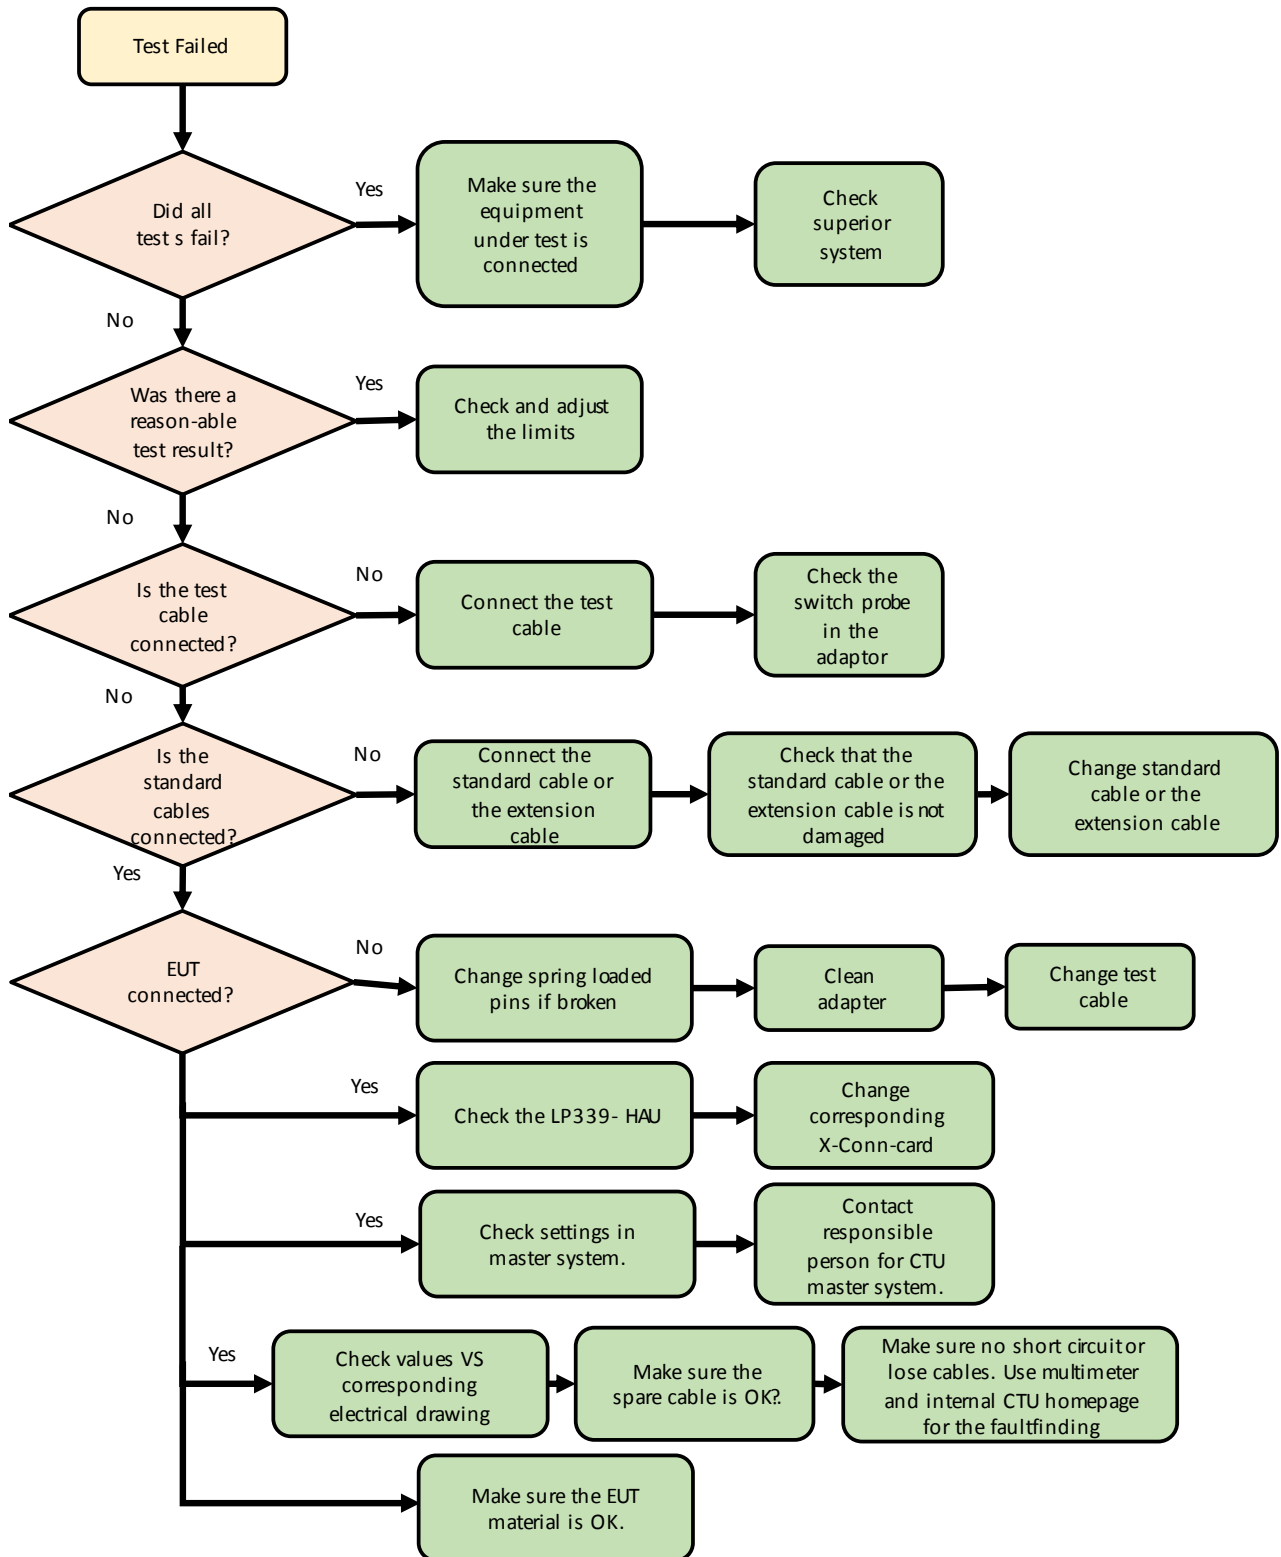 Test Failed
Did all
test s fail?
Yes
Make sure the
equipment
under test is
connected
Check
superior
system
No
Was there a
reason-able
test result?
Yes
Check and adjust
the limits
No
Is the test
cable
connected?
No
Connect the test
cable
Check the
switch probe
in the
adaptor
No
Is the
standard
cables
connected?
No
Connect the
standard cable or
the extension
cable
Check that the
standard cable or the
extension cable is not
damaged
Change standard
cable or the
extension cable
Yes
EUT
connected?
No
Change spring loaded
pins if broken
Clean
adapter
Change test
cable
Yes
Check the LP339- HAU
Change
corresponding
X-Conn-card
Yes
Check settings in
master system.
Contact
responsible
person for CTU
master system.
Yes
Check values VS
corresponding
electrical drawing
Make sure the
spare cable is OK?.
Make sure no short circuit or
lose cables. Use multimeter
and internal CTU homepage
for the faultfinding
Make sure the EUT
material is OK.